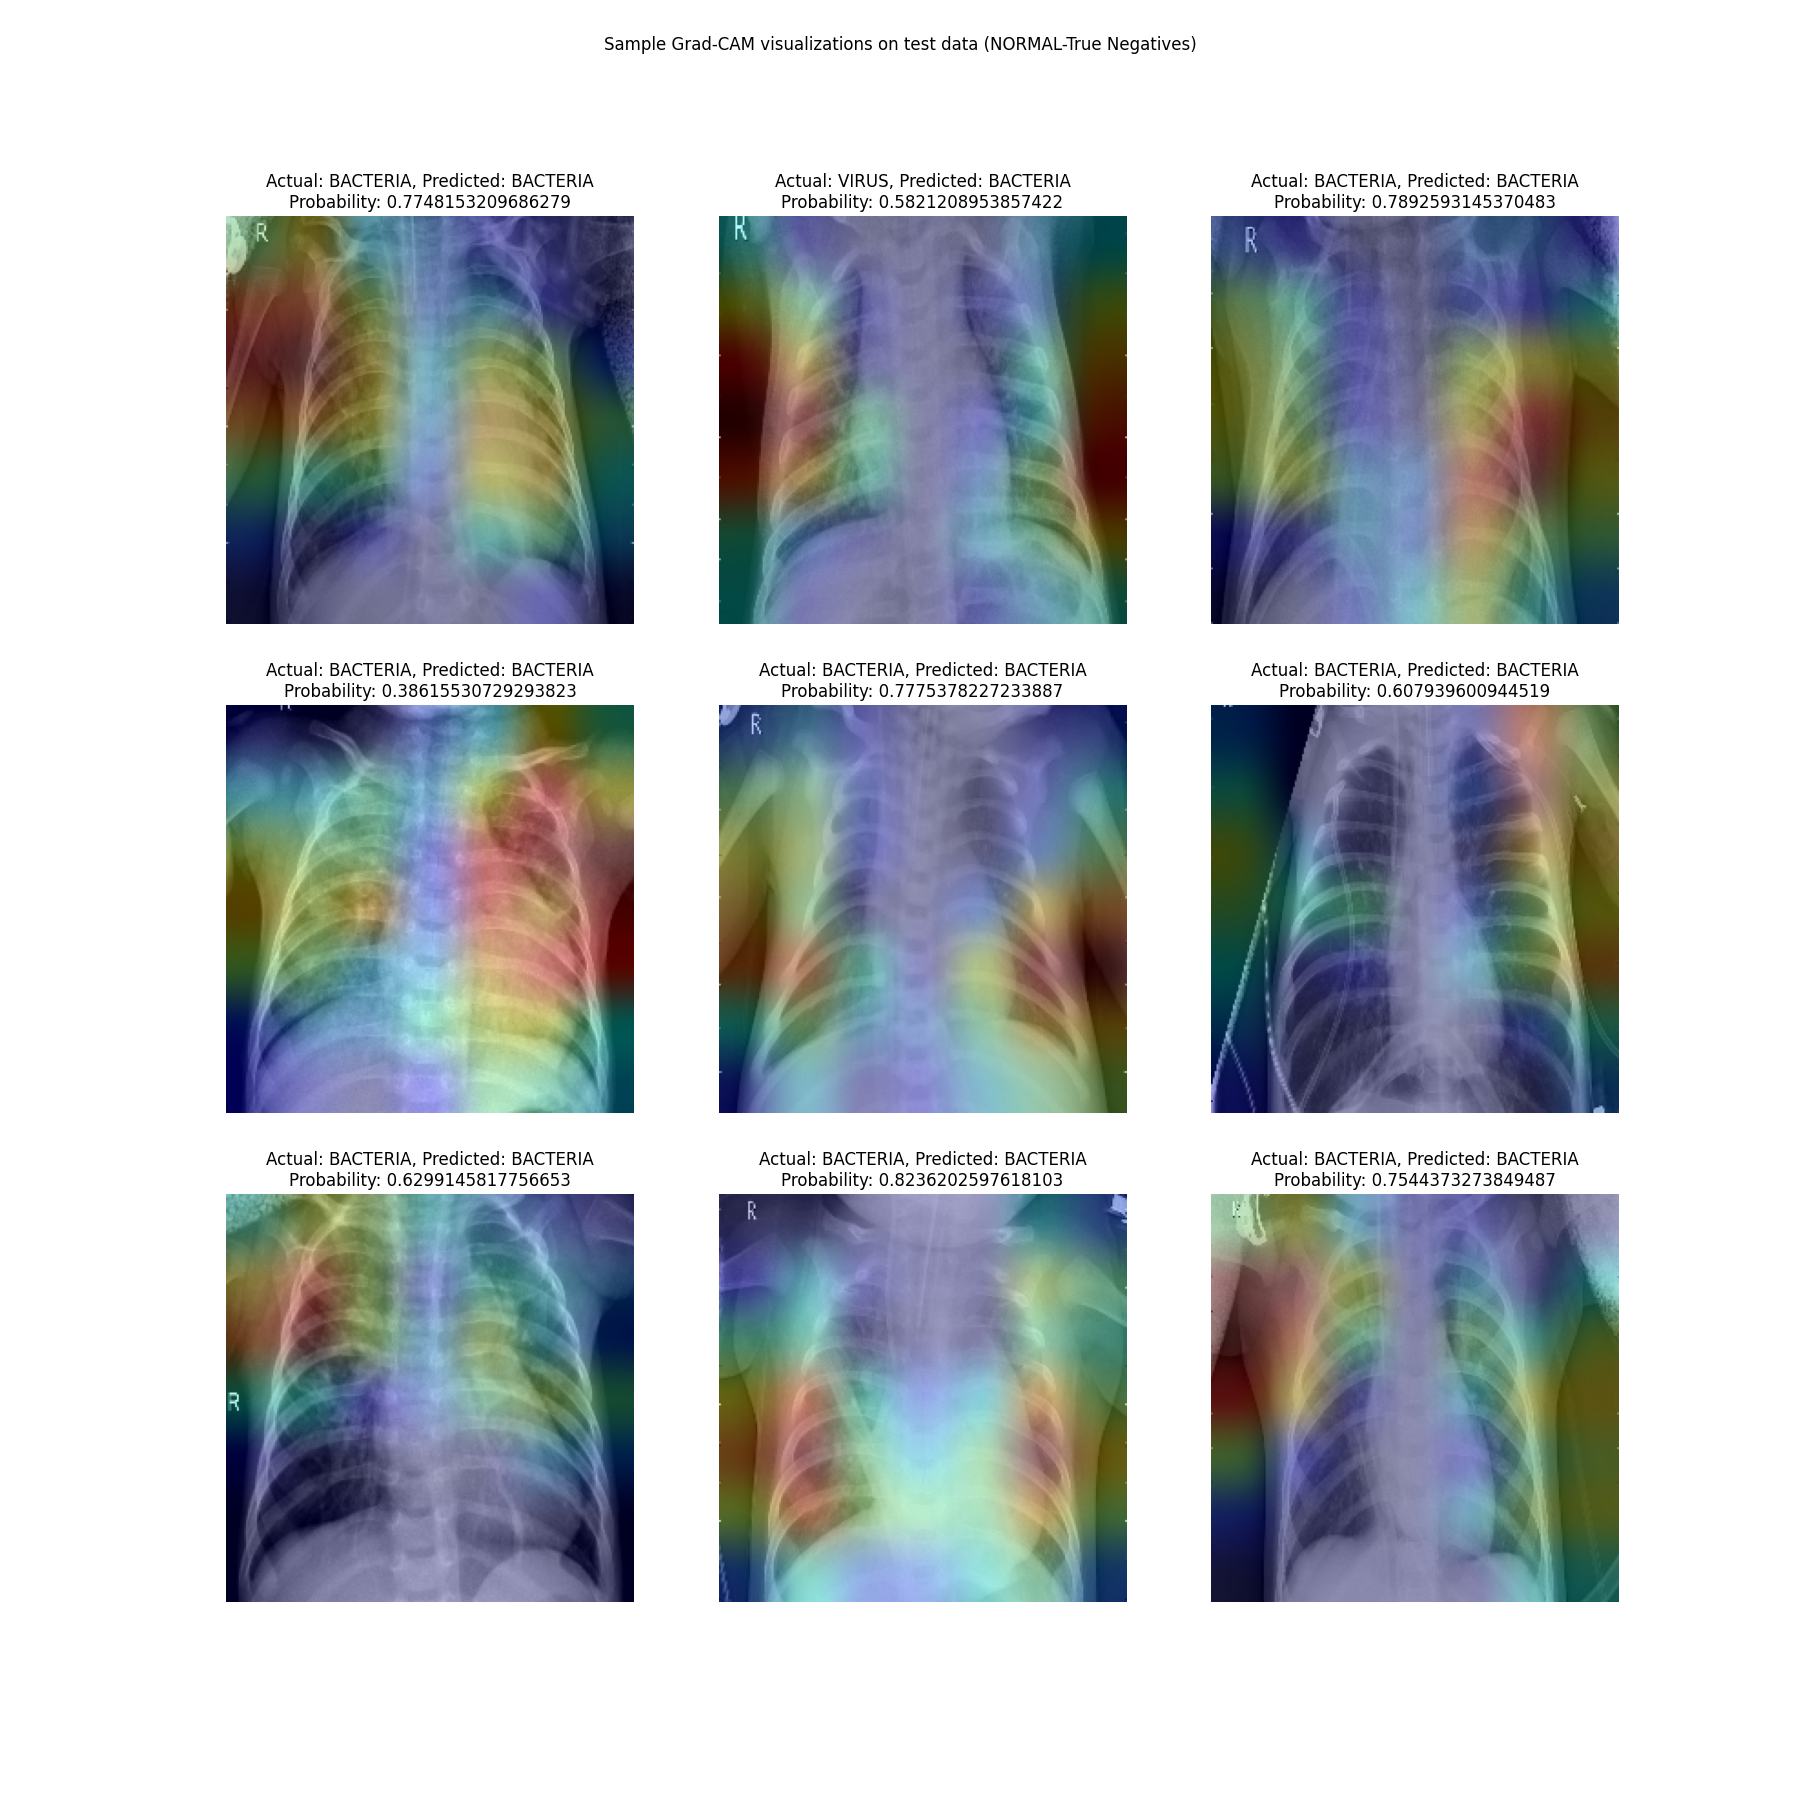 Sample Grad-CAM visualizations on test data (NORMAL-True Negatives)
Actual: BACTERIA, Predicted: BACTERIA
Probability: 0.7748153209686279
Actual: VIRUS, Predicted: BACTERIA
Probability: 0.5821208953857422
Actual: BACTERIA, Predicted: BACTERIA
Probability: 0.7892593145370483
R
R
R
Actual: BACTERIA, Predicted: BACTERIA
Probability: 0.38615530729293823
Actual: BACTERIA, Predicted: BACTERIA
Probability: 0.7775378227233887
Actual: BACTERIA, Predicted: BACTERIA
Probability: 0.607939600944519
R
Actual: BACTERIA, Predicted: BACTERIA
Probability: 0.6299145817756653
Actual: BACTERIA, Predicted: BACTERIA
Probability: 0.8236202597618103
Actual: BACTERIA, Predicted: BACTERIA
Probability: 0.7544373273849487
R
R